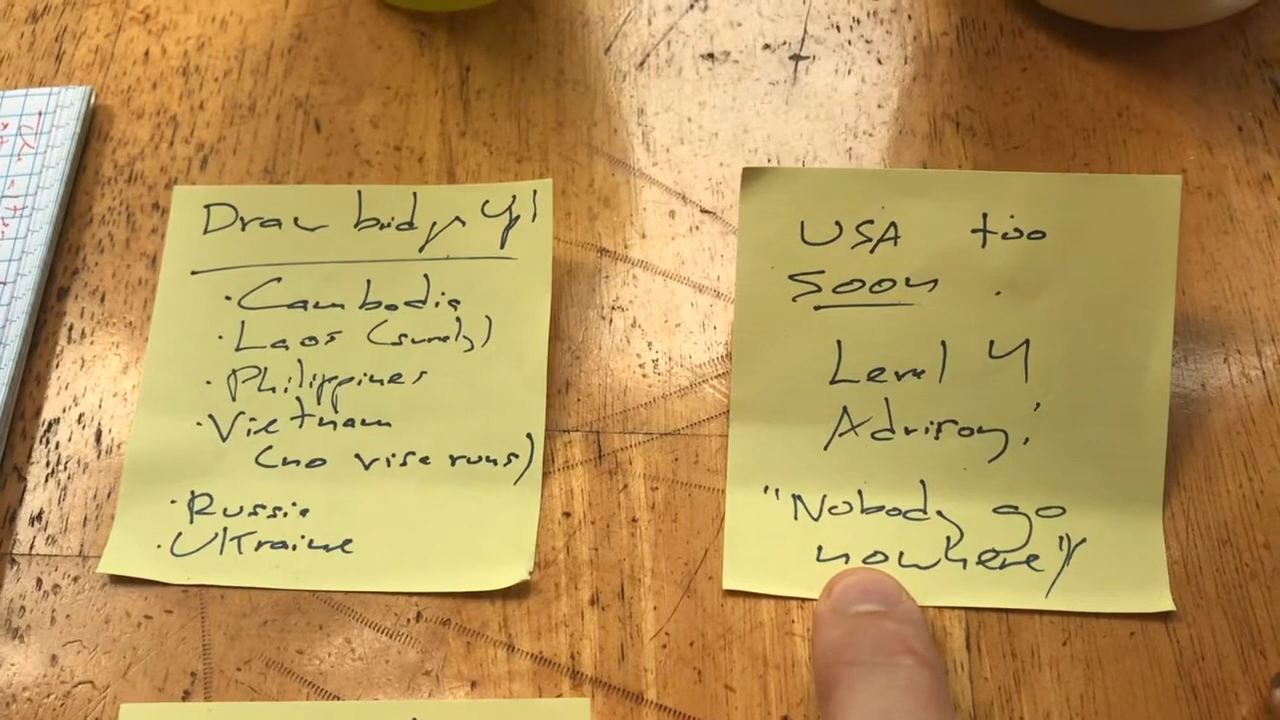 Draw bridge up!
· Cambodia
· Laos (surely)
· Philippines
· Vietnam
(no visa runs)
· Russia
· Ukraine
USA too
soon.
Level 4
Advisory!
"Nobody go
nowhere"